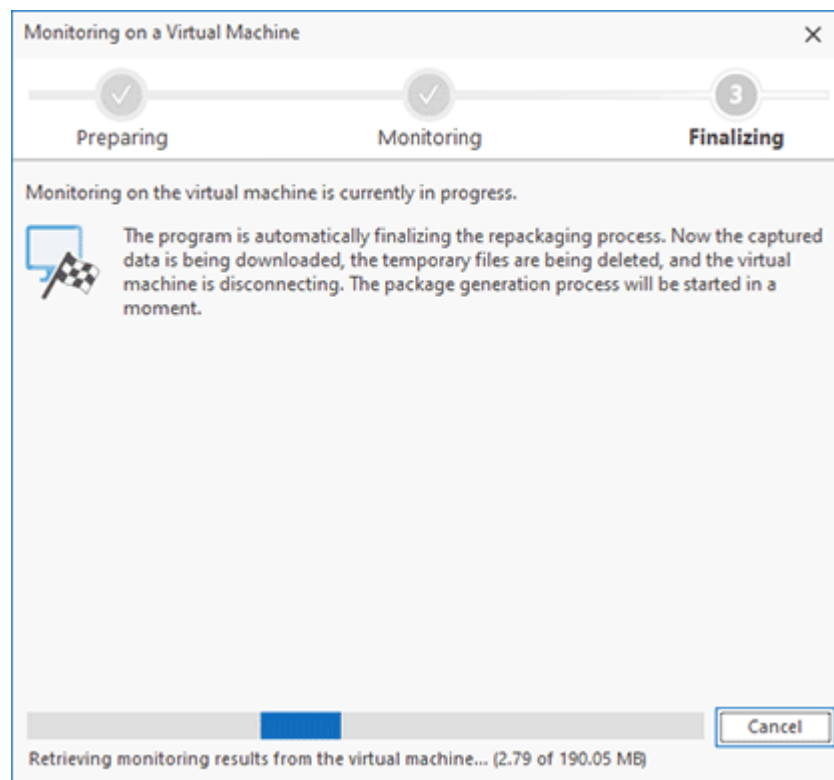 Monitoring on a Virtual Machine
3
Preparing
Monitoring
Finalizing
Monitoring on the virtual machine is currently in progress.
The program is automatically finalizing the repackaging process. Now the captured
data is being downloaded, the temporary files are being deleted, and the virtual
machine is disconnecting. The package generation process will be started in a
moment.
Cancel
Retrieving monitoring results from the virtual machine... (2.79 of 190.05 MB)